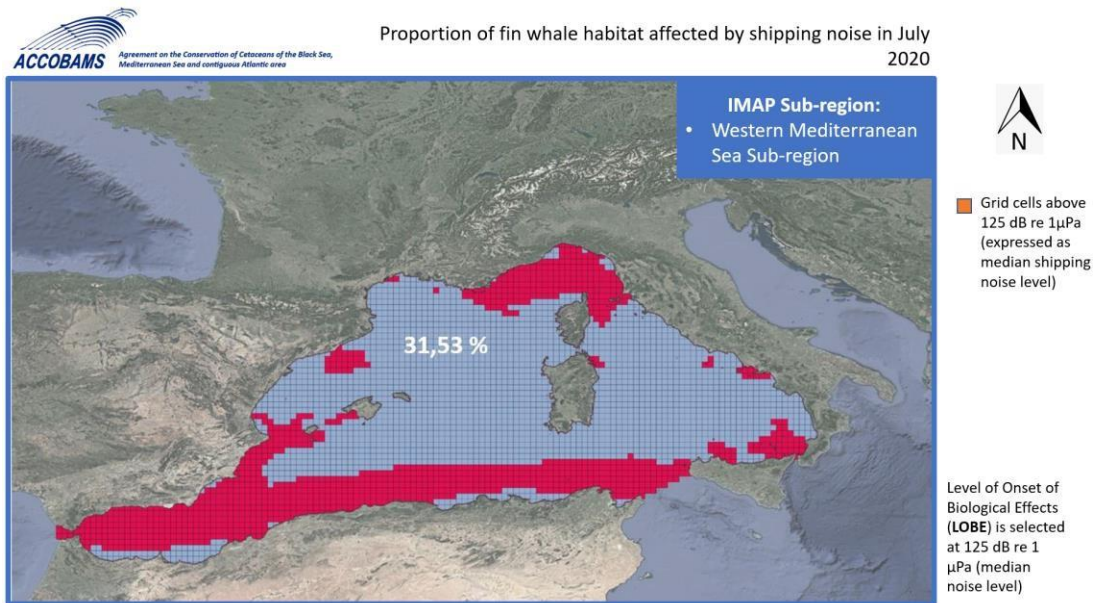 ACCOBAMS
Agreement on the Conservation of Cetaceans of the Black Sea,
Mediterranean Sea and contiguous Atlantic area
Proportion of fin whale habitat affected by shipping noise in July
2020
IMAP Sub-region:
• Western Mediterranean
Sea Sub-region
N
Grid cells above
125 dB re 1µPa
(expressed as
median shipping
noise level)
31,53 %
Level of Onset of
Biological Effects
(LOBE) is selected
at 125 dB re 1
µPa (median
noise level)